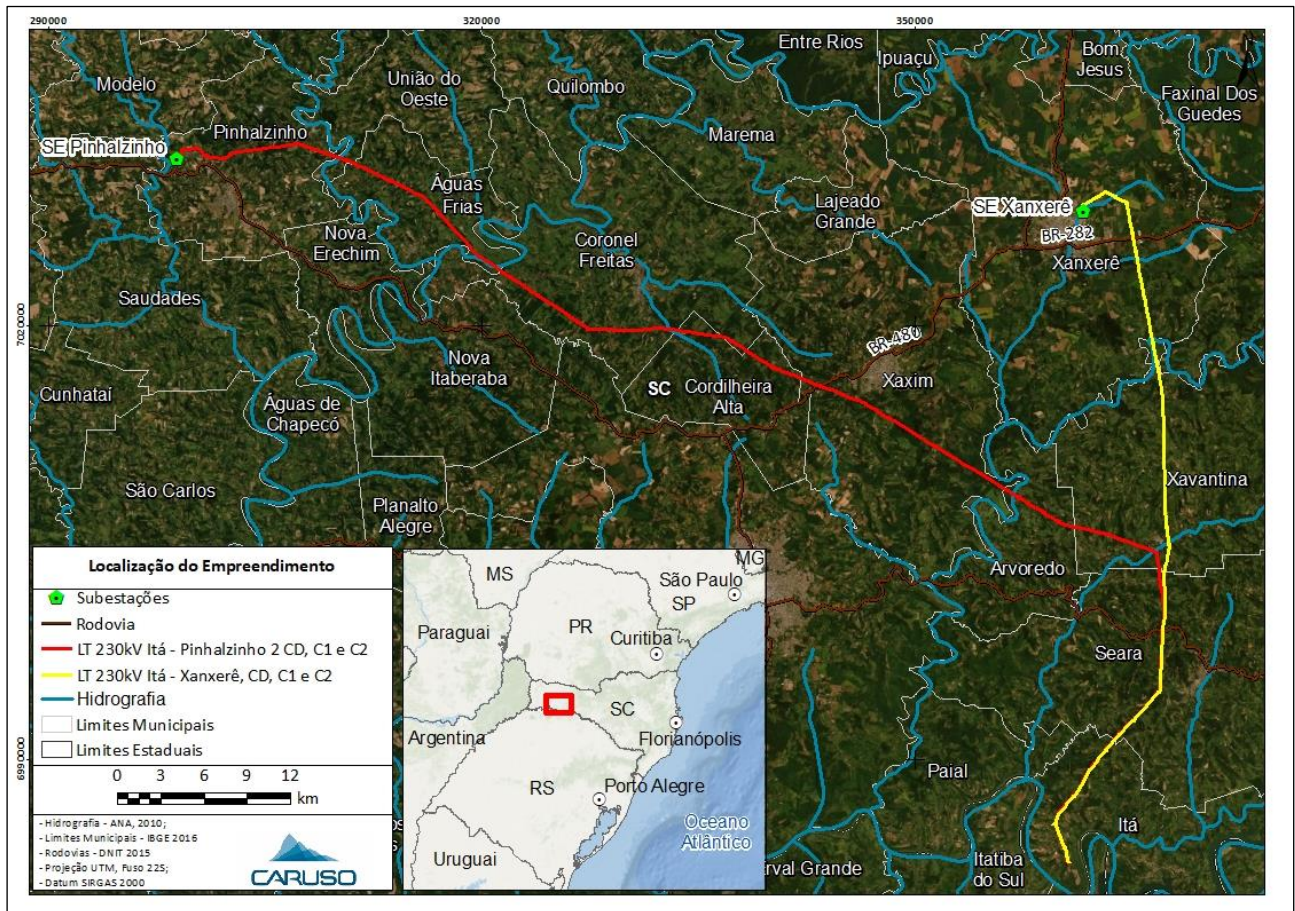 290000
320000
350000
Entre Rios
Ipuaçu
Bom
Jesus
Modelo
União do
Oeste
Quilombo
Faxinal Dos
Guedes
Pinhalzinho
SE Pinhalzinho
Marema
Águas
Frias
Lajeado
Grande
SE Xanxerê
BR-282
Xanxerê
Nova
Erechim
Coronel
Freitas
Saudades
7020000
BR-480
Nova
Itaberaba
Cunhataí
SC
Cordilheira
Alta
Xaxim
Águas de
Chapecó
São Carlos
Xavantina
Planalto
Alegre
Arvoredo
Seara
Paial
Itá
Itatiba
do Sul
arval Grande
6990000
Localização do Empreendimento
Subestações
Rodovia
LT 230kV Itá - Pinhalzinho 2 CD, C1 e C2
LT 230kV Itá - Xanxerê, CD, C1 e C2
Hidrografia
Limites Municipais
Limites Estaduais
0 3 6 9 12
km
- Hidrografia - ANA, 2010;
- Limites Municipais - IBGE 2016
- Rodovias - DNIT 2015
- Projeção UTM, Fuso 22S;
- Datum SIRGAS 2000
CARUSO
MG
MS
São Paulo
SP
Paraguai
PR
Curitiba
SC
Argentina
Florianópolis
RS
Porto Alegre
Oceano
Atlântico
Uruguai